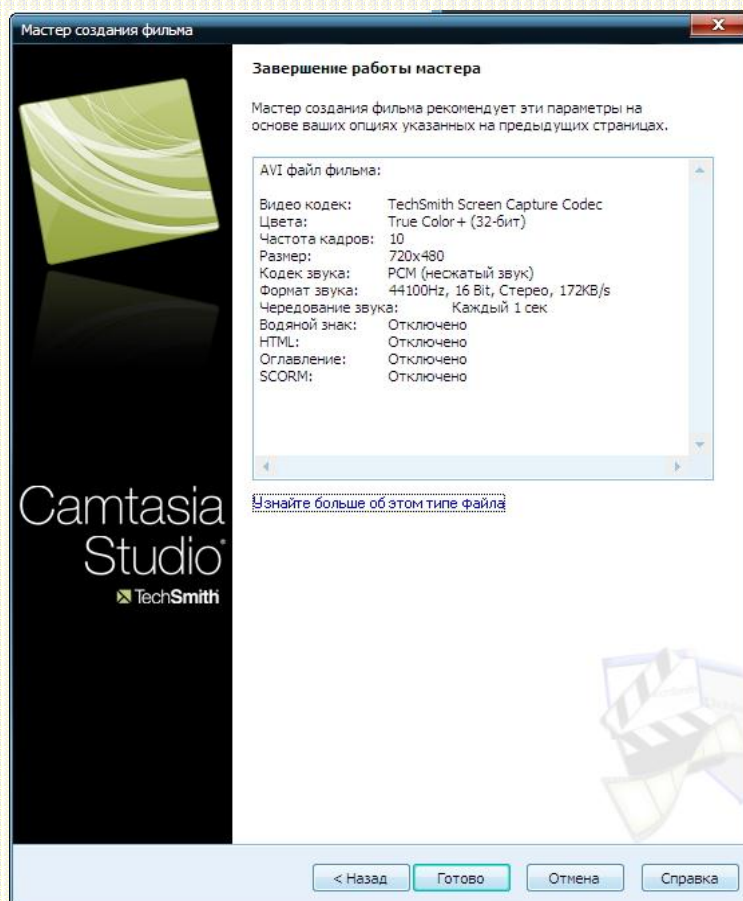 Мастер создания фильма
X
Завершение работы мастера
Мастер создания фильма рекомендует эти параметры на
основе ваших опциях указанных на предыдущих страницах.
AVI файл фильма:
Видео кодек: TechSmith Screen Capture Codec
Цвета: True Color+ (32-бит)
Частота кадров: 10
Размер: 720x480
Кодек звука: PCM (несжатый звук)
Формат звука: 44100Hz, 16 Bit, Стерео, 172KB/s
Чередование звука: Каждый 1 сек
Водяной знак: Отключено
HTML: Отключено
Оглавление: Отключено
SCORM: Отключено
Узнайте больше об этом типе файла
Camtasia
Studio
TechSmith
< Назад Готово Отмена Справка